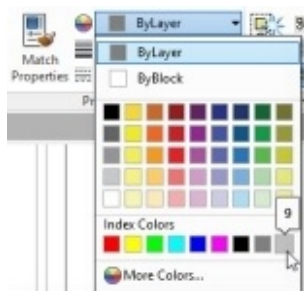 ByLayer
Match
Properties
ByLayer
ByBlock
Index Colors
9
More Colors...